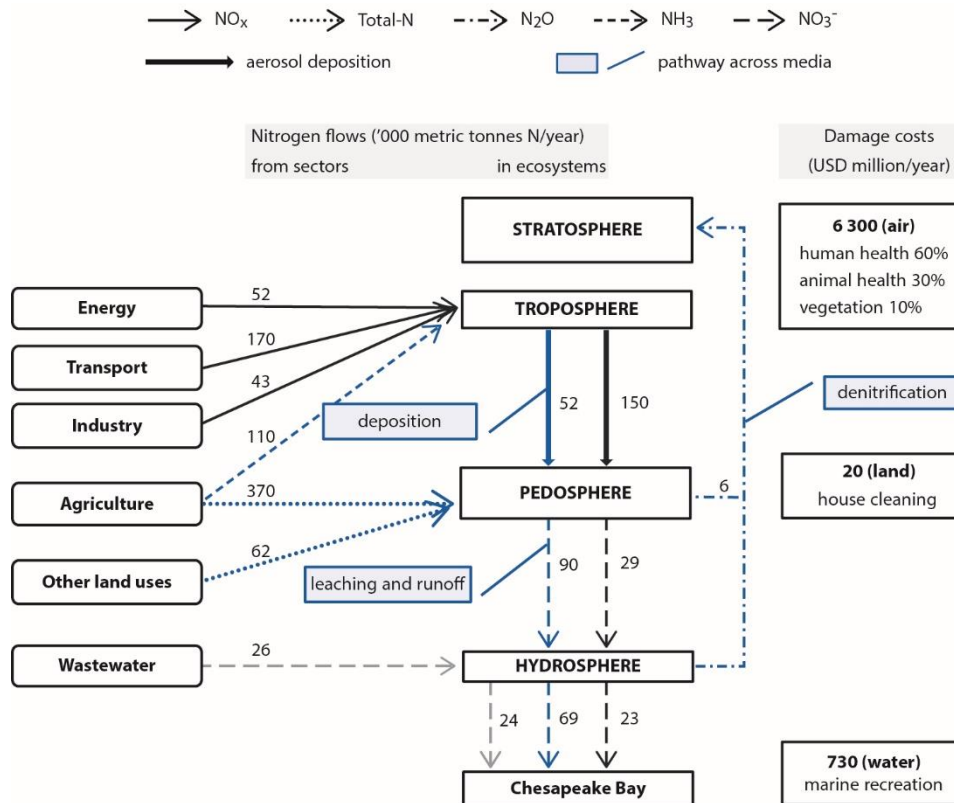 NOx Total-N N2O NH3 NO3-
aerosol deposition pathway across media
Nitrogen flows ('000 metric tonnes N/year)
from sectors in ecosystems
Damage costs
(USD million/year)
STRATOSPHERE
6 300 (air)
human health 60%
animal health 30%
vegetation 10%
Energy
52
TROPOSPHERE
Transport
170
Industry
43
110
deposition
52
150
denitrification
Agriculture
370
PEDOSPHERE
6
20 (land)
house cleaning
Other land uses
62
leaching and runoff
90
29
Wastewater
26
HYDROSPHERE
24
69
23
Chesapeake Bay
730 (water)
marine recreation